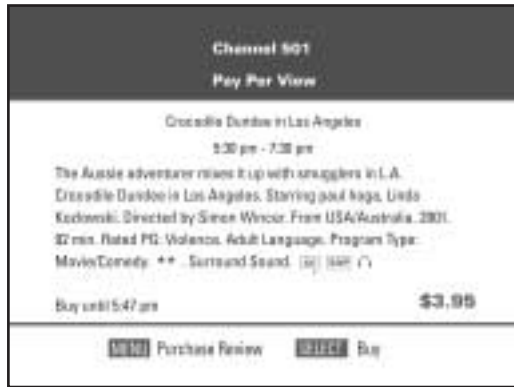 Channel 501
Pay Per View
Crocodile Dundee in Los Angeles
5:30 pm - 7:30 pm
The Aussie adventurer mixes it up with smugglers in L.A.
Crocodile Dundee in Los Angeles. Starring paul hoga, Linda
Kozlowski. Directed by Simon Wincer. From USA/Australia. 2001.
92 min. Rated PG: Violence, Adult Language. Program Type:
Movie/Comedy. ** . Surround Sound.
Buy until 5:47 pm
$3.95
MENU Purchase Review SELECT Buy